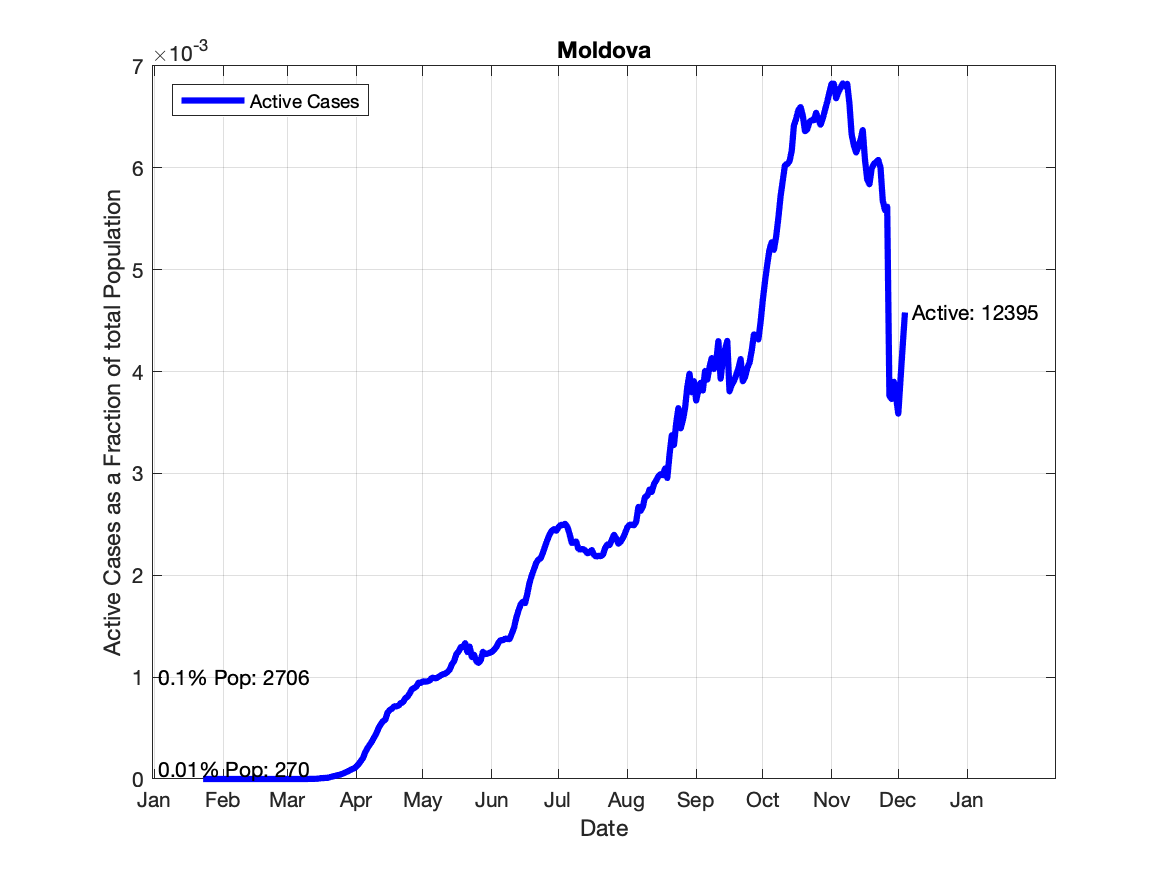 Moldova
×10-3
Active Cases
7
6
5
4
3
2
1
0
Active Cases as a Fraction of total Population
Active: 12395
0.1% Pop: 2706
0.01% Pop: 270
Jan Feb Mar Apr May Jun Jul Aug Sep Oct Nov Dec Jan
Date